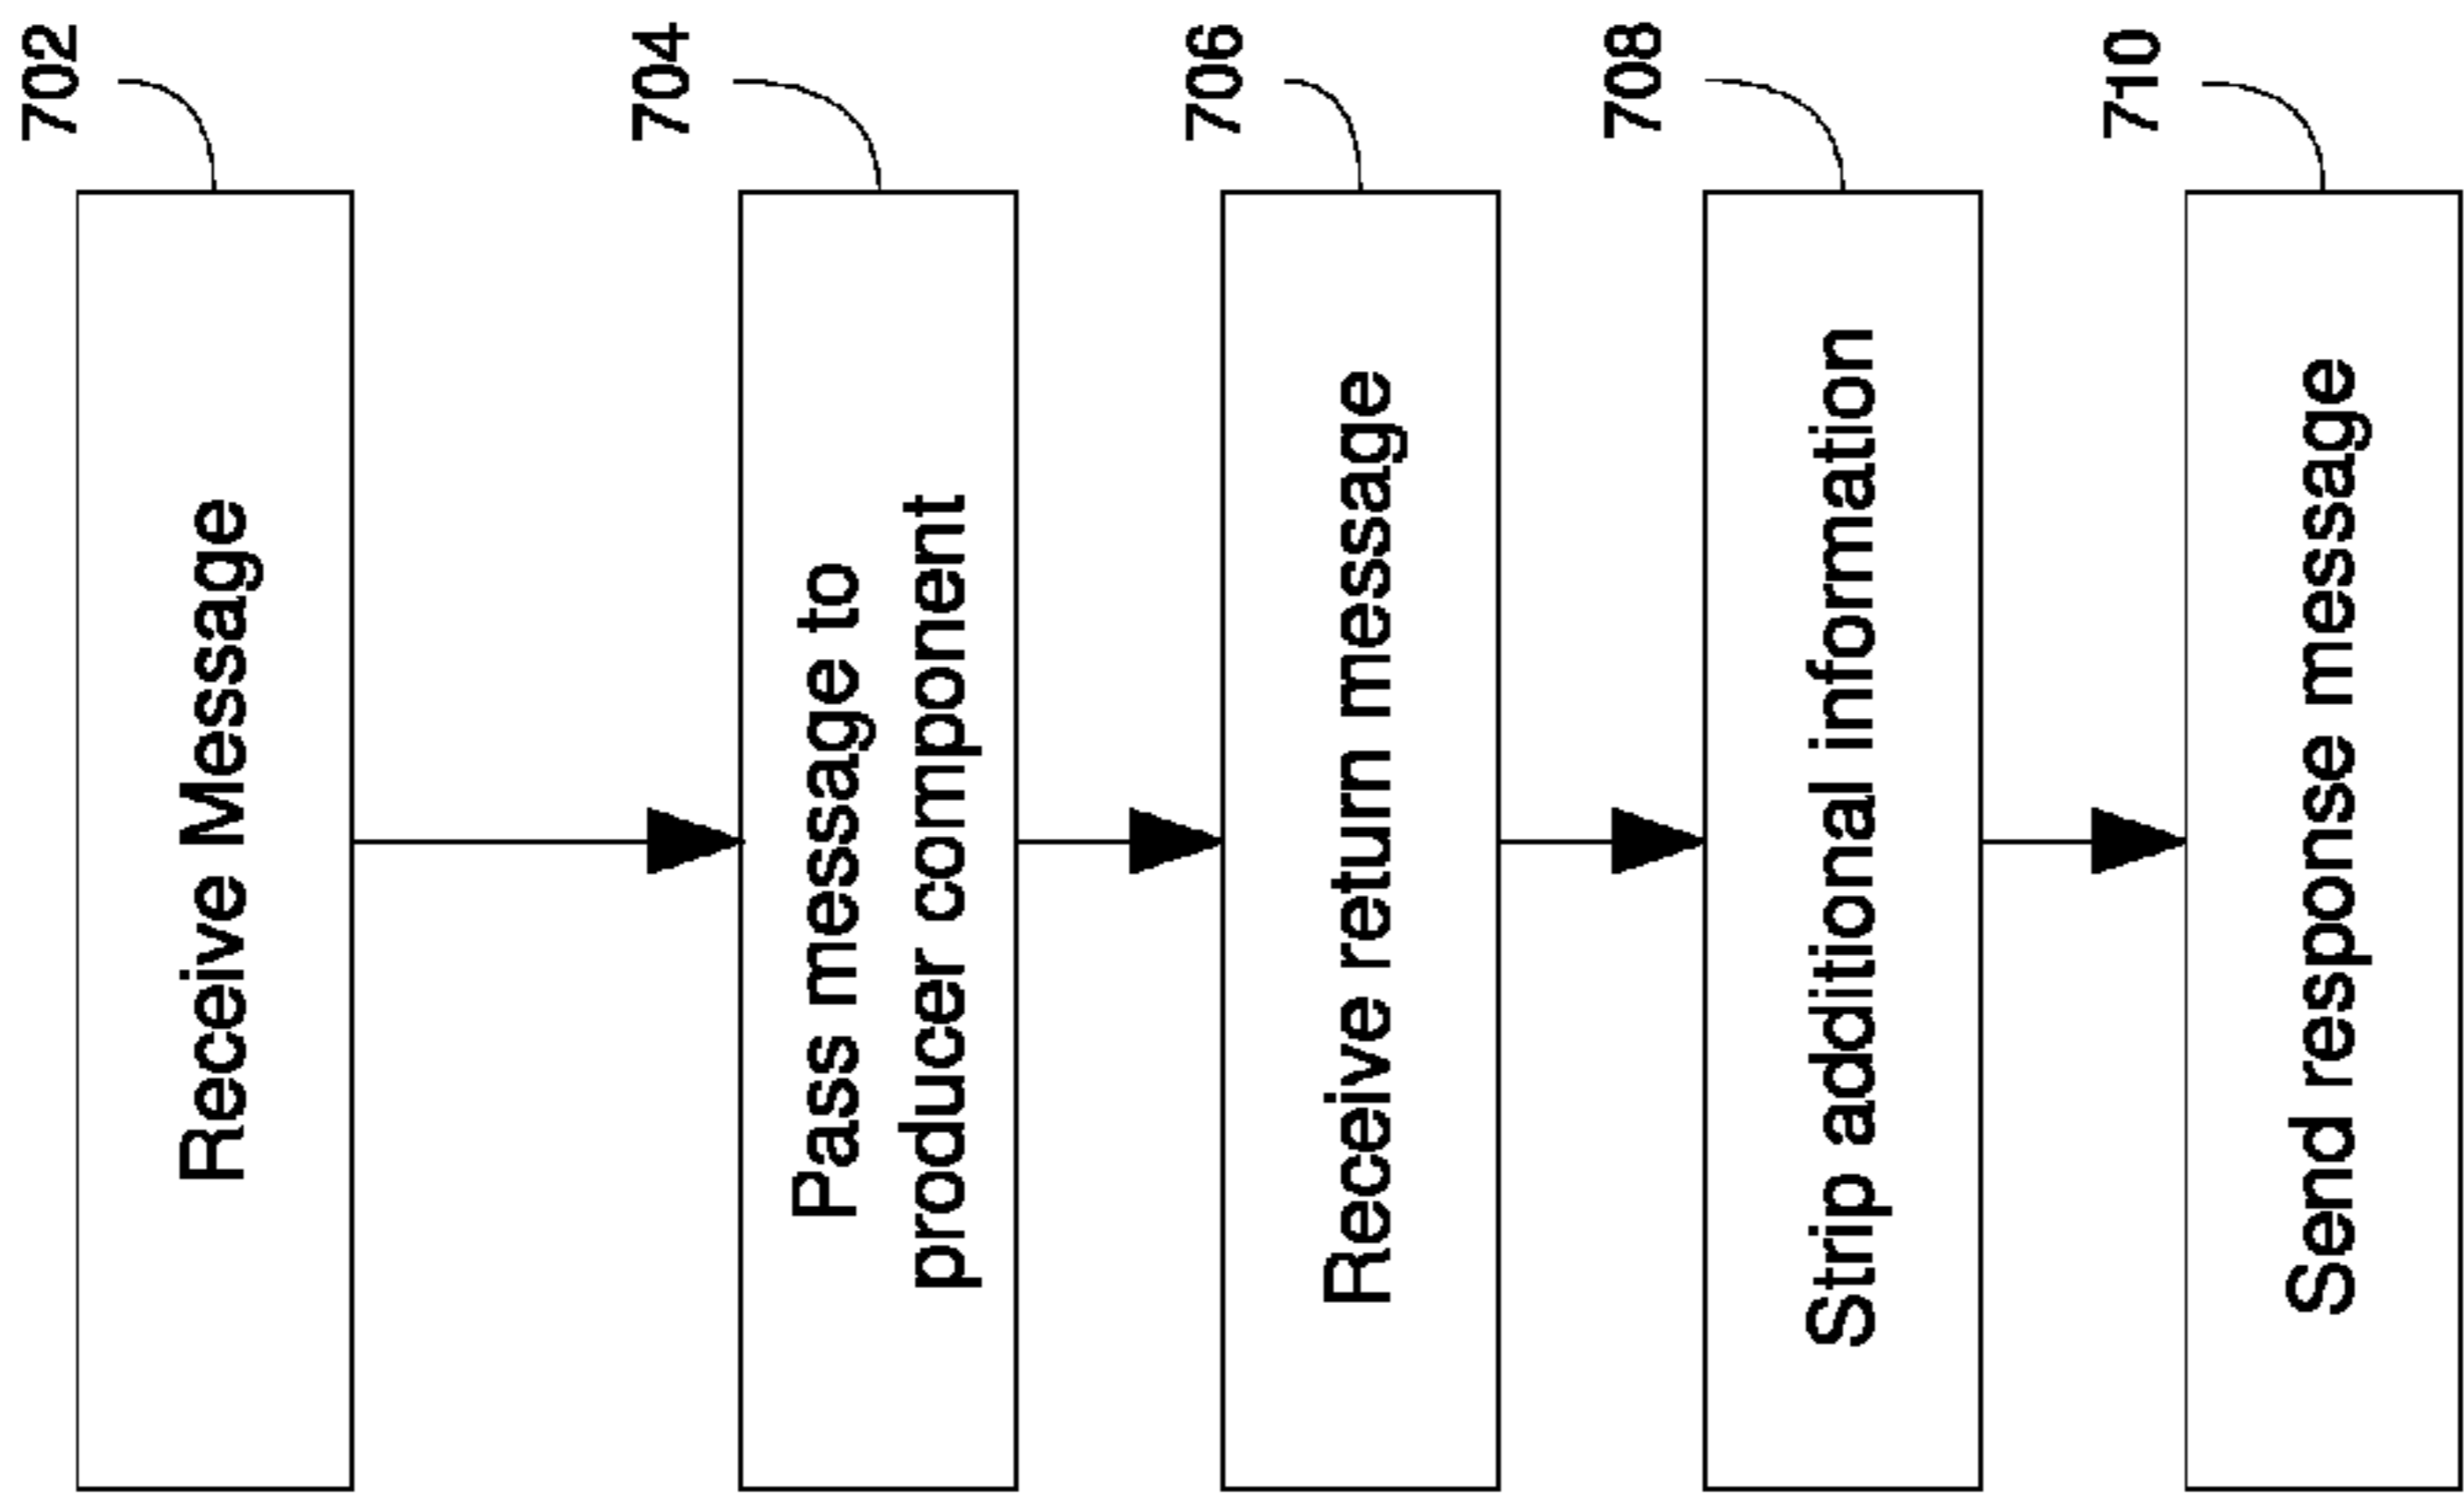 702
Receive Message
704
Pass message to
producer component
706
Receive return message
708
Strip additional information
710
Send response message